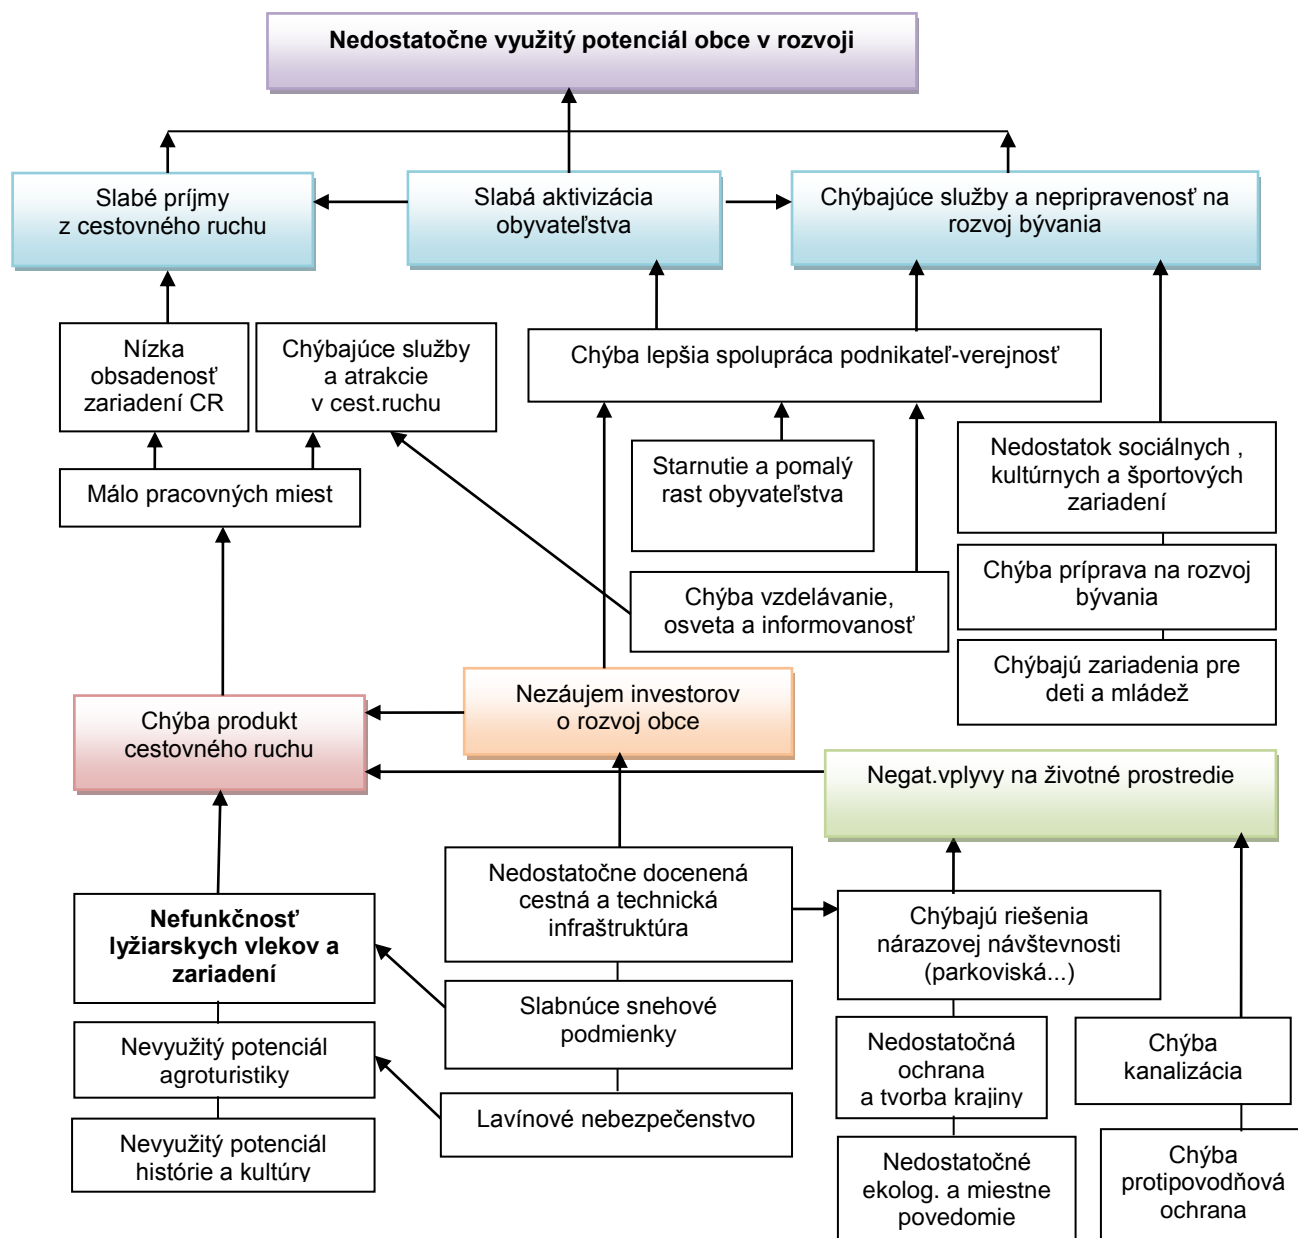 Nedostatočne využitý potenciál obce v rozvoji
Slabé príjmy
z cestovného ruchu
Slabá aktivizácia
obyvateľstva
Chýbajúce služby a nepripravenosť na
rozvoj bývania
Nízka
obsadenosť
zariadení CR
Chýbajúce služby
a atrakcie
v cest.ruchu
Chýba lepšia spolupráca podnikateľ-verejnosť
Málo pracovných miest
Starnutie a pomalý
rast obyvateľstva
Nedostatok sociálnych ,
kultúrnych a športových
zariadení
Chýba príprava na rozvoj
bývania
Chýba vzdelávanie,
osveta a informovanosť
Chýbajú zariadenia pre
deti a mládež
Chýba produkt
cestovného ruchu
Nezáujem investorov
o rozvoj obce
Negat.vplyvy na životné prostredie
Nedostatočne docenená
cestná a technická
infraštruktúra
Nefunkčnosť
lyžiarskych vlekov a
zariadení
Chýbajú riešenia
nárazovej návštevnosti
(parkoviská...)
Slabnúce snehové
podmienky
Nevyužitý potenciál
agroturistiky
Nedostatočná
ochrana
a tvorba krajiny
Chýba
kanalizácia
Lavínové nebezpečenstvo
Nevyužitý potenciál
histórie a kultúry
Nedostatočné
ekolog. a miestne
povedomie
Chýba
protipovodňová
ochrana